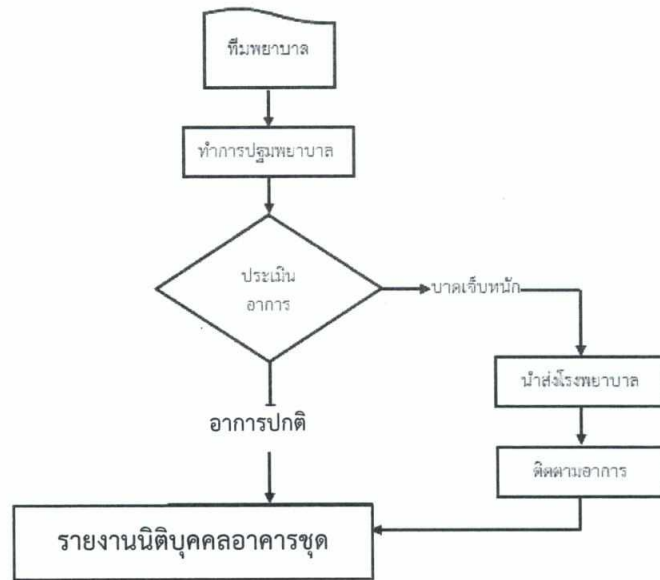 ทีมพยาบาล
ทำการปฐมพยาบาล
ประเมิน
อาการ
บาดเจ็บหนัก
นำส่งโรงพยาบาล
อาการปกติ
ติดตามอาการ
รายงานนิติบุคคลอาคารชุด